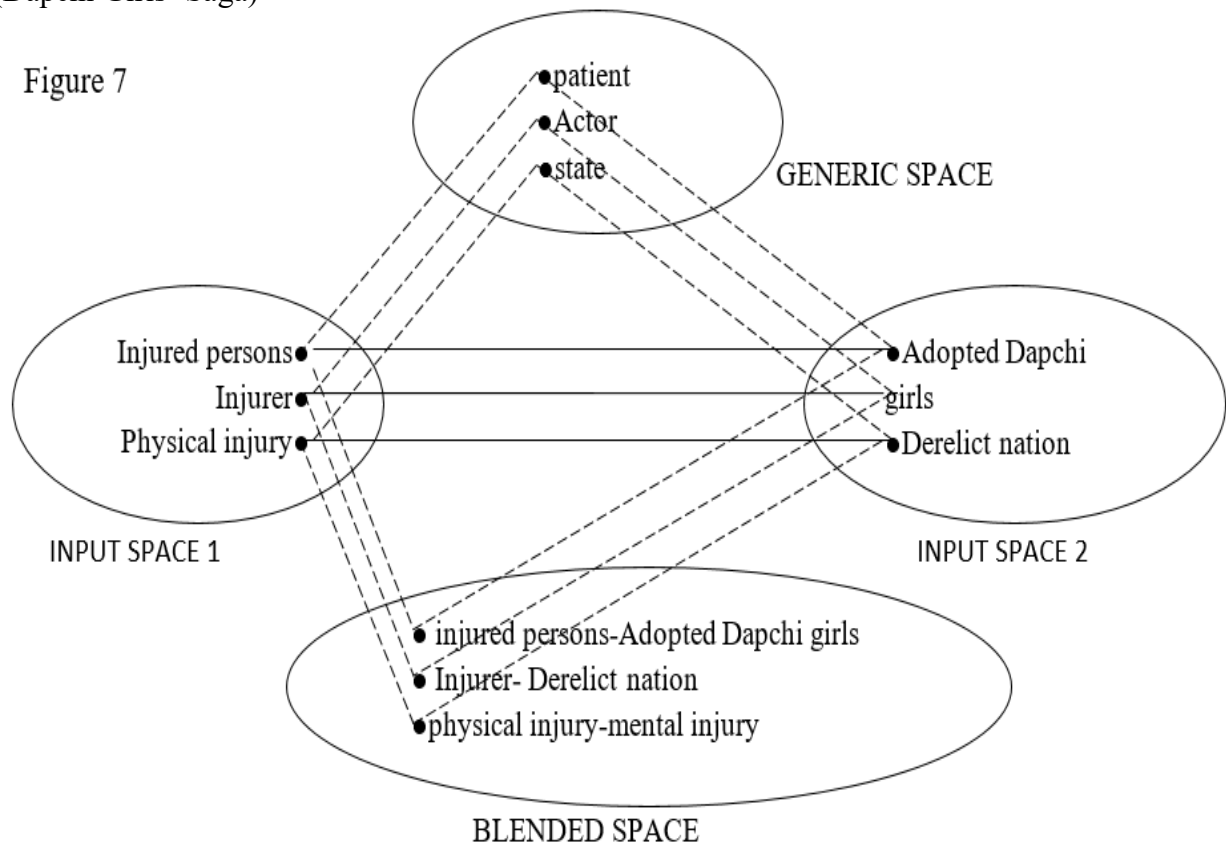 (Dapchi Girls' Saga)
Figure 7
patient
Actor
state
GENERIC SPACE
Injured persons
Injurer
Physical injury
INPUT SPACE 1
Adopted Dapchi
girls
Derelict nation
INPUT SPACE 2
injured persons-Adopted Dapchi girls
Injurer- Derelict nation
physical injury-mental injury
BLENDED SPACE